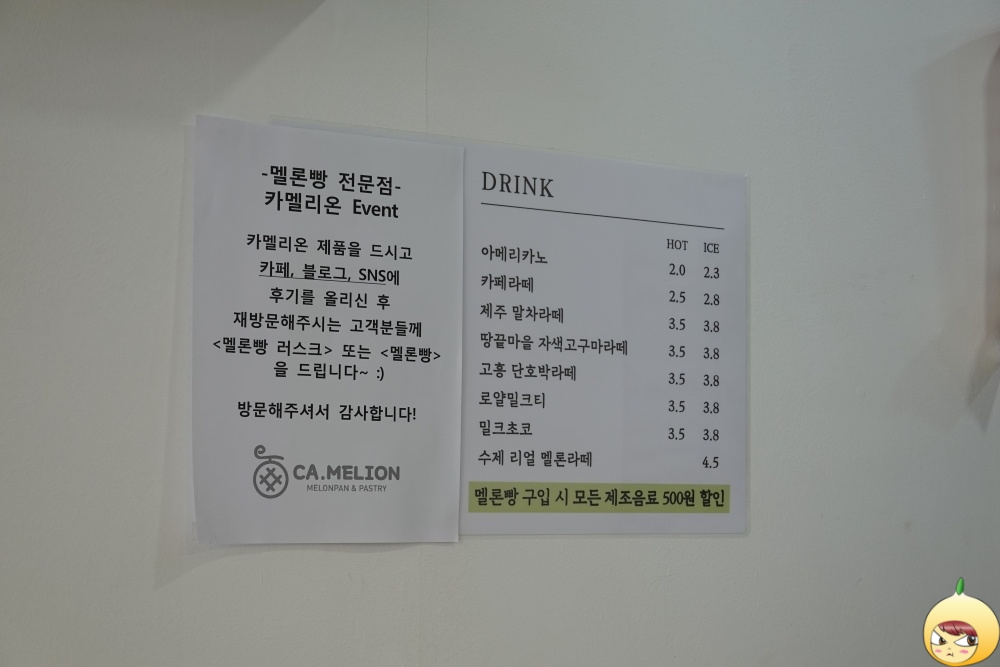 -멜론빵 전문점-
카멜리온 Event
카멜리온 제품을 드시고
카페, 블로그, SNS에
후기를 올리신 후
재방문해주시는 고객분들께
<멜론빵 러스크> 또는 <멜론빵>
을 드립니다~ :)
방문해주셔서 감사합니다!
CA.MELION
MELONPAN & PASTRY
DRINK
HOT ICE
아메리카노 2.0 2.3
카페라떼 2.5 2.8
제주 말차라떼 3.5 3.8
땅끝마을 자색고구마라떼 3.5 3.8
고흥 단호박라떼 3.5 3.8
로얄밀크티 3.5 3.8
밀크초코 3.5 3.8
수제 리얼 멜론라떼 4.5
멜론빵 구입 시 모든 제조음료 500원 할인